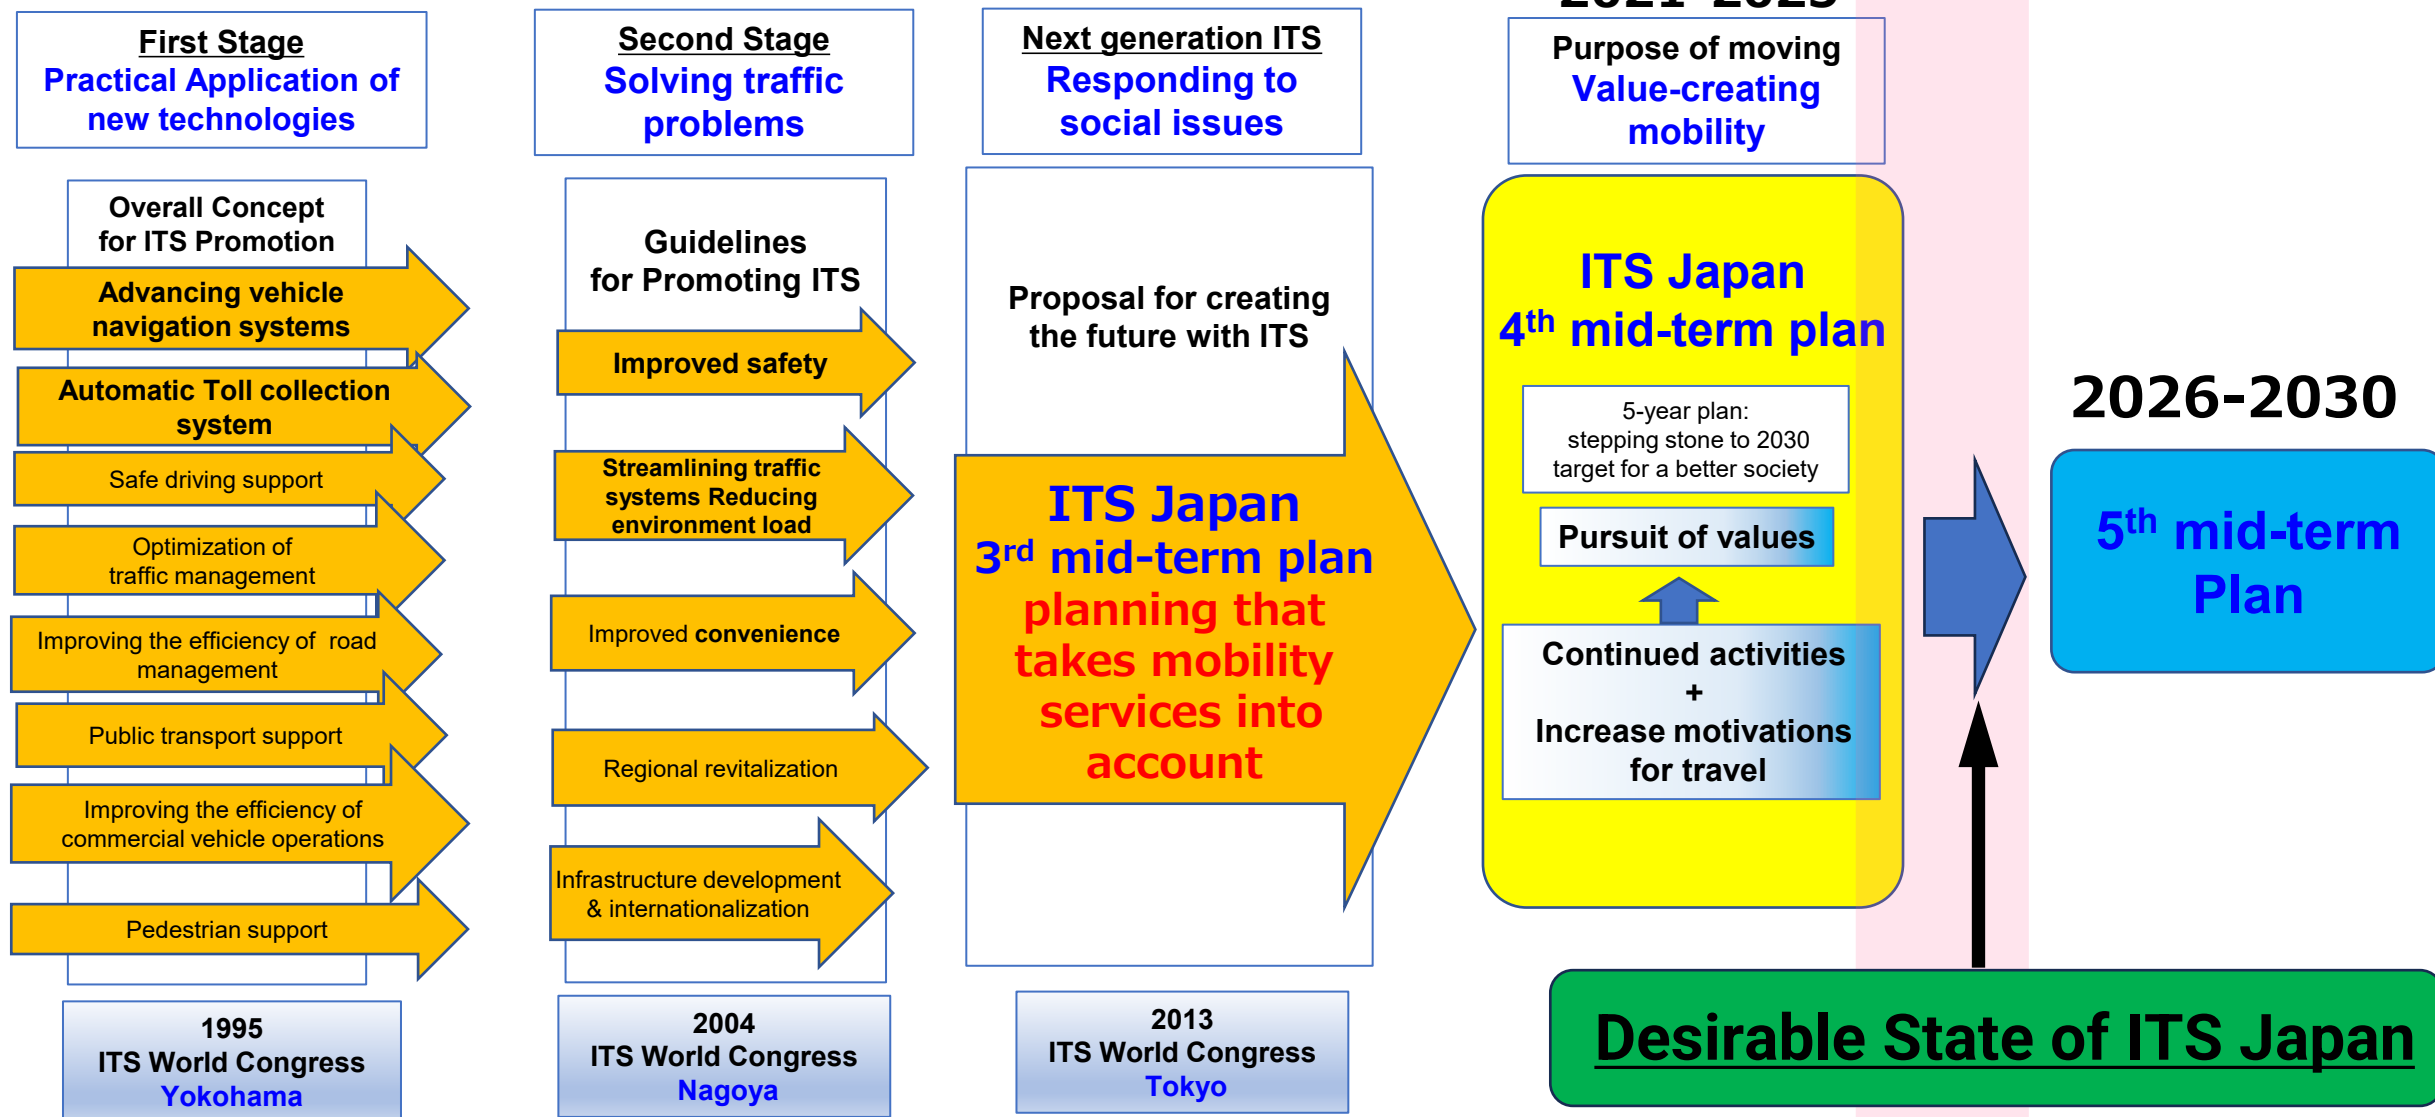 First Stage
Practical Application of
new technologies
Overall Concept
for ITS Promotion
Advancing vehicle
navigation systems
Automatic Toll collection
system
Safe driving support
Optimization of
traffic management
Improving the efficiency of road
management
Public transport support
Improving the efficiency of
commercial vehicle operations
Pedestrian support
1995
ITS World Congress
Yokohama
Second Stage
Solving traffic
problems
Guidelines
for Promoting ITS
Improved safety
Streamlining traffic
systems Reducing
environment load
Improved convenience
Regional revitalization
Infrastructure development
& internationalization
2004
ITS World Congress
Nagoya
Next generation ITS
Responding to
social issues
Proposal for creating
the future with ITS
ITS Japan
3rd mid-term plan
planning that
takes mobility
services into
account
2013
ITS World Congress
Tokyo
Purpose of moving
Value-creating
mobility
ITS Japan
4th mid-term plan
5-year plan:
stepping stone to 2030
target for a better society
Pursuit of values
Continued activities
+
Increase motivations
for travel
2026-2030
5th mid-term
Plan
Desirable State of ITS Japan